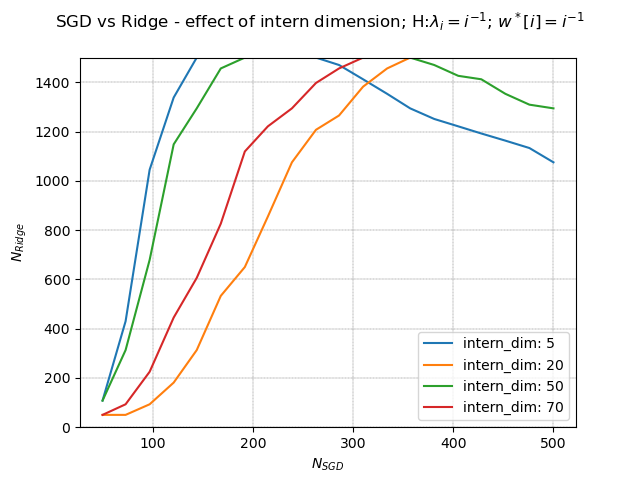 SGD vs Ridge - effect of intern dimension; H:λᵢ = i⁻¹; w*[i] = i⁻¹
1400
1200
1000
800
600
400
200
0
N_Ridge
intern_dim: 5
intern_dim: 20
intern_dim: 50
intern_dim: 70
100 200 300 400 500
N_SGD